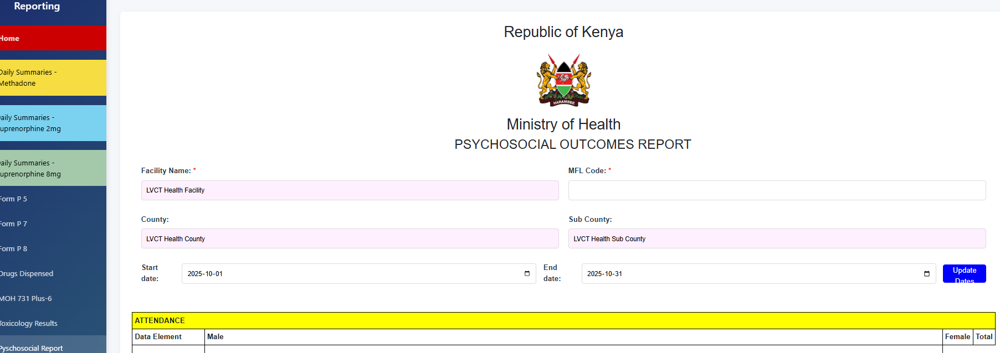 Reporting
Home
Daily Summaries -
Methadone
aily Summaries -
uprenorphine 2mg
aily Summaries -
uprenorphine 8mg
Form P 5
Form P 7
Form P 8
Drugs Dispensed
MOH 731 Plus-6
Toxicology Results
Pyschosocial Report
Republic of Kenya
HARAMBEE
Ministry of Health
PSYCHOSOCIAL OUTCOMES REPORT
Facility Name: *
LVCT Health Facility
MFL Code: *
County:
LVCT Health County
Sub County:
LVCT Health Sub County
Start
date:
2025-10-01
End
date:
2025-10-31
Update
Dates
ATTENDANCE
Data Element Male Female Total